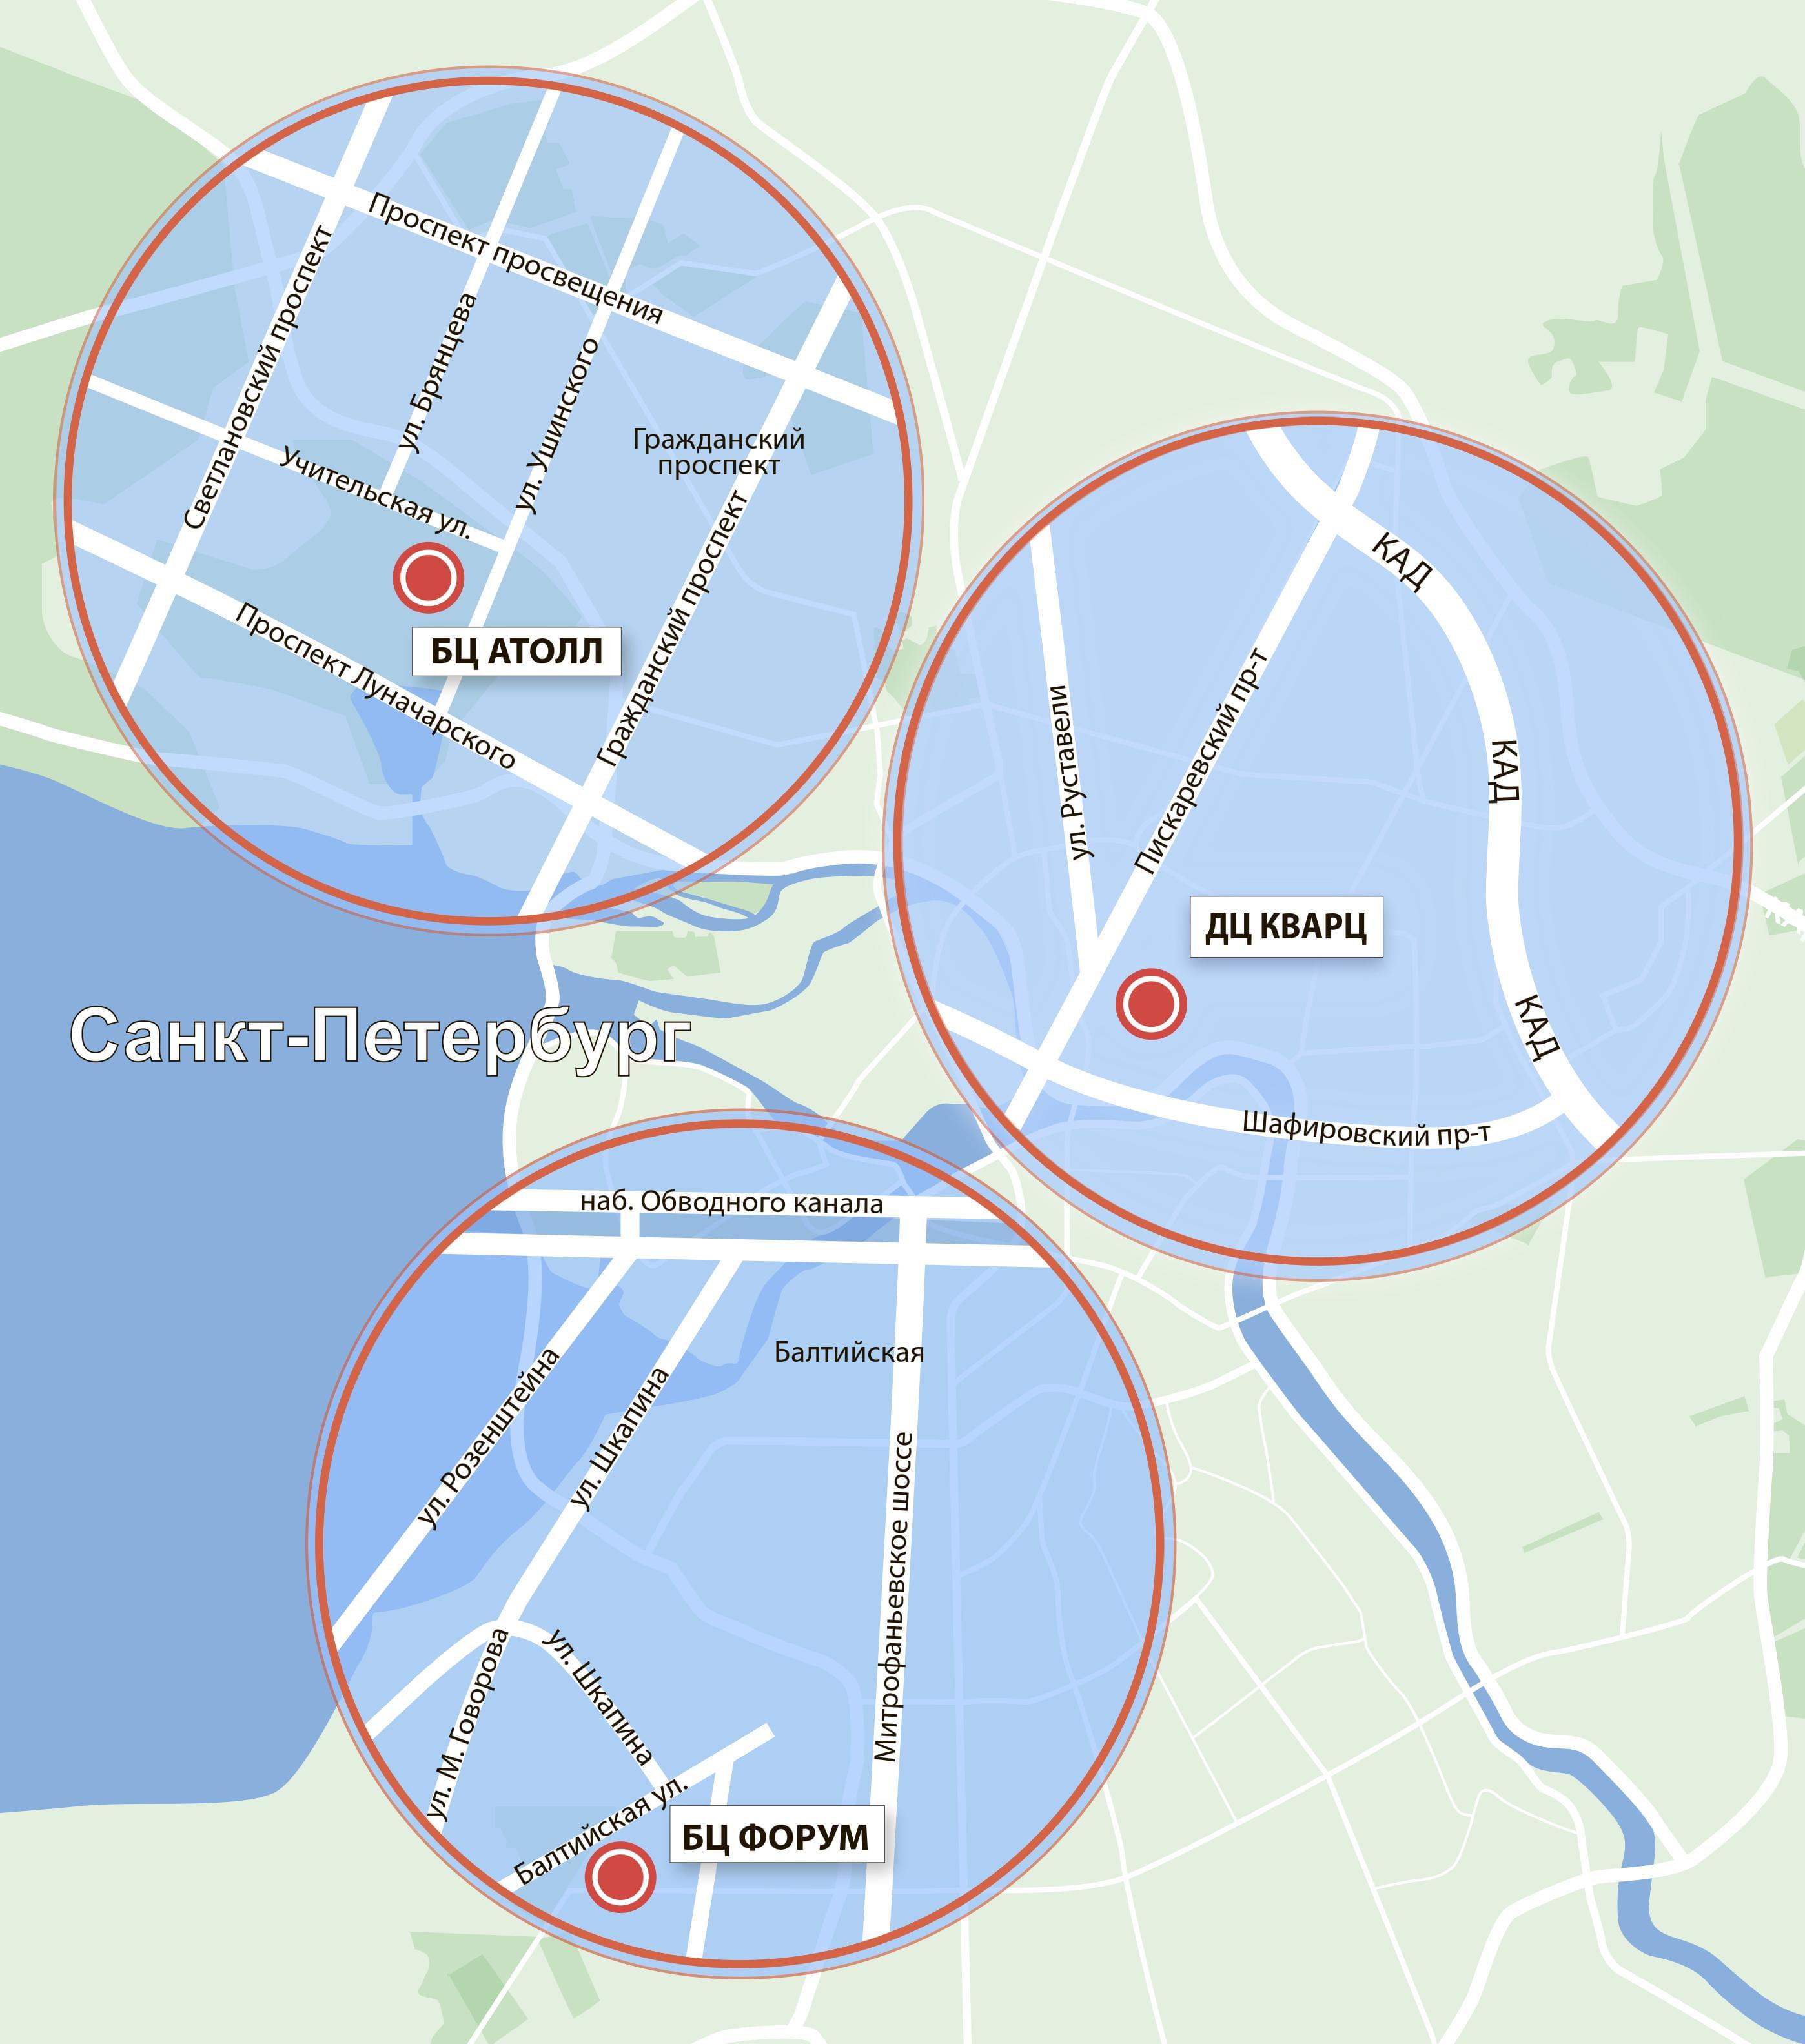 Проспект просвещения
Светлановский проспект
ул. Брянцева
ул. Ушинского
Гражданский
проспект
Учительская ул.
Гражданский проспект
Проспект Луначарского
БЦ АТОЛЛ
КАД
ул. Руставели
Пискаревский пр-т
КАД
ДЦ КВАРЦ
КАД
Шафировский пр-т
Санкт-Петербург
наб. Обводного канала
Балтийская
ул. Розенштейна
ул. Шкапина
Митрофаньевское шоссе
ул. М. Говорова
ул. Шкапина
Балтийская ул.
БЦ ФОРУМ